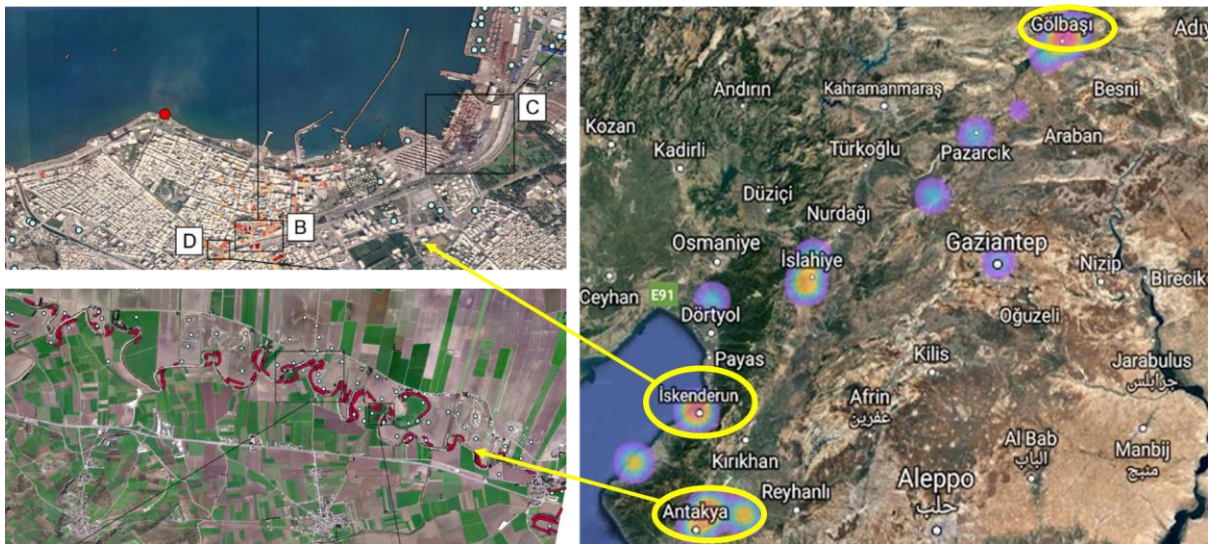 C
B
D
Gölbaşı
Adıy
Andırın
Kahramanmaraş
Besni
Kozan
Kadirli
Türkoğlu
Pazarcık
Araban
Düziçi
Nurdağı
Osmaniye
İslahiye
Gaziantep
Nizip
Birecik
Ceyhan
E91
Dörtyol
Oğuzeli
Payas
Kilis
Jarabulus
جرابلس
İskenderun
Afrin
عفرين
Al Bab
الباب
Manbij
منبج
Kırıkhan
Reyhanlı
Aleppo
حلب
Antakya